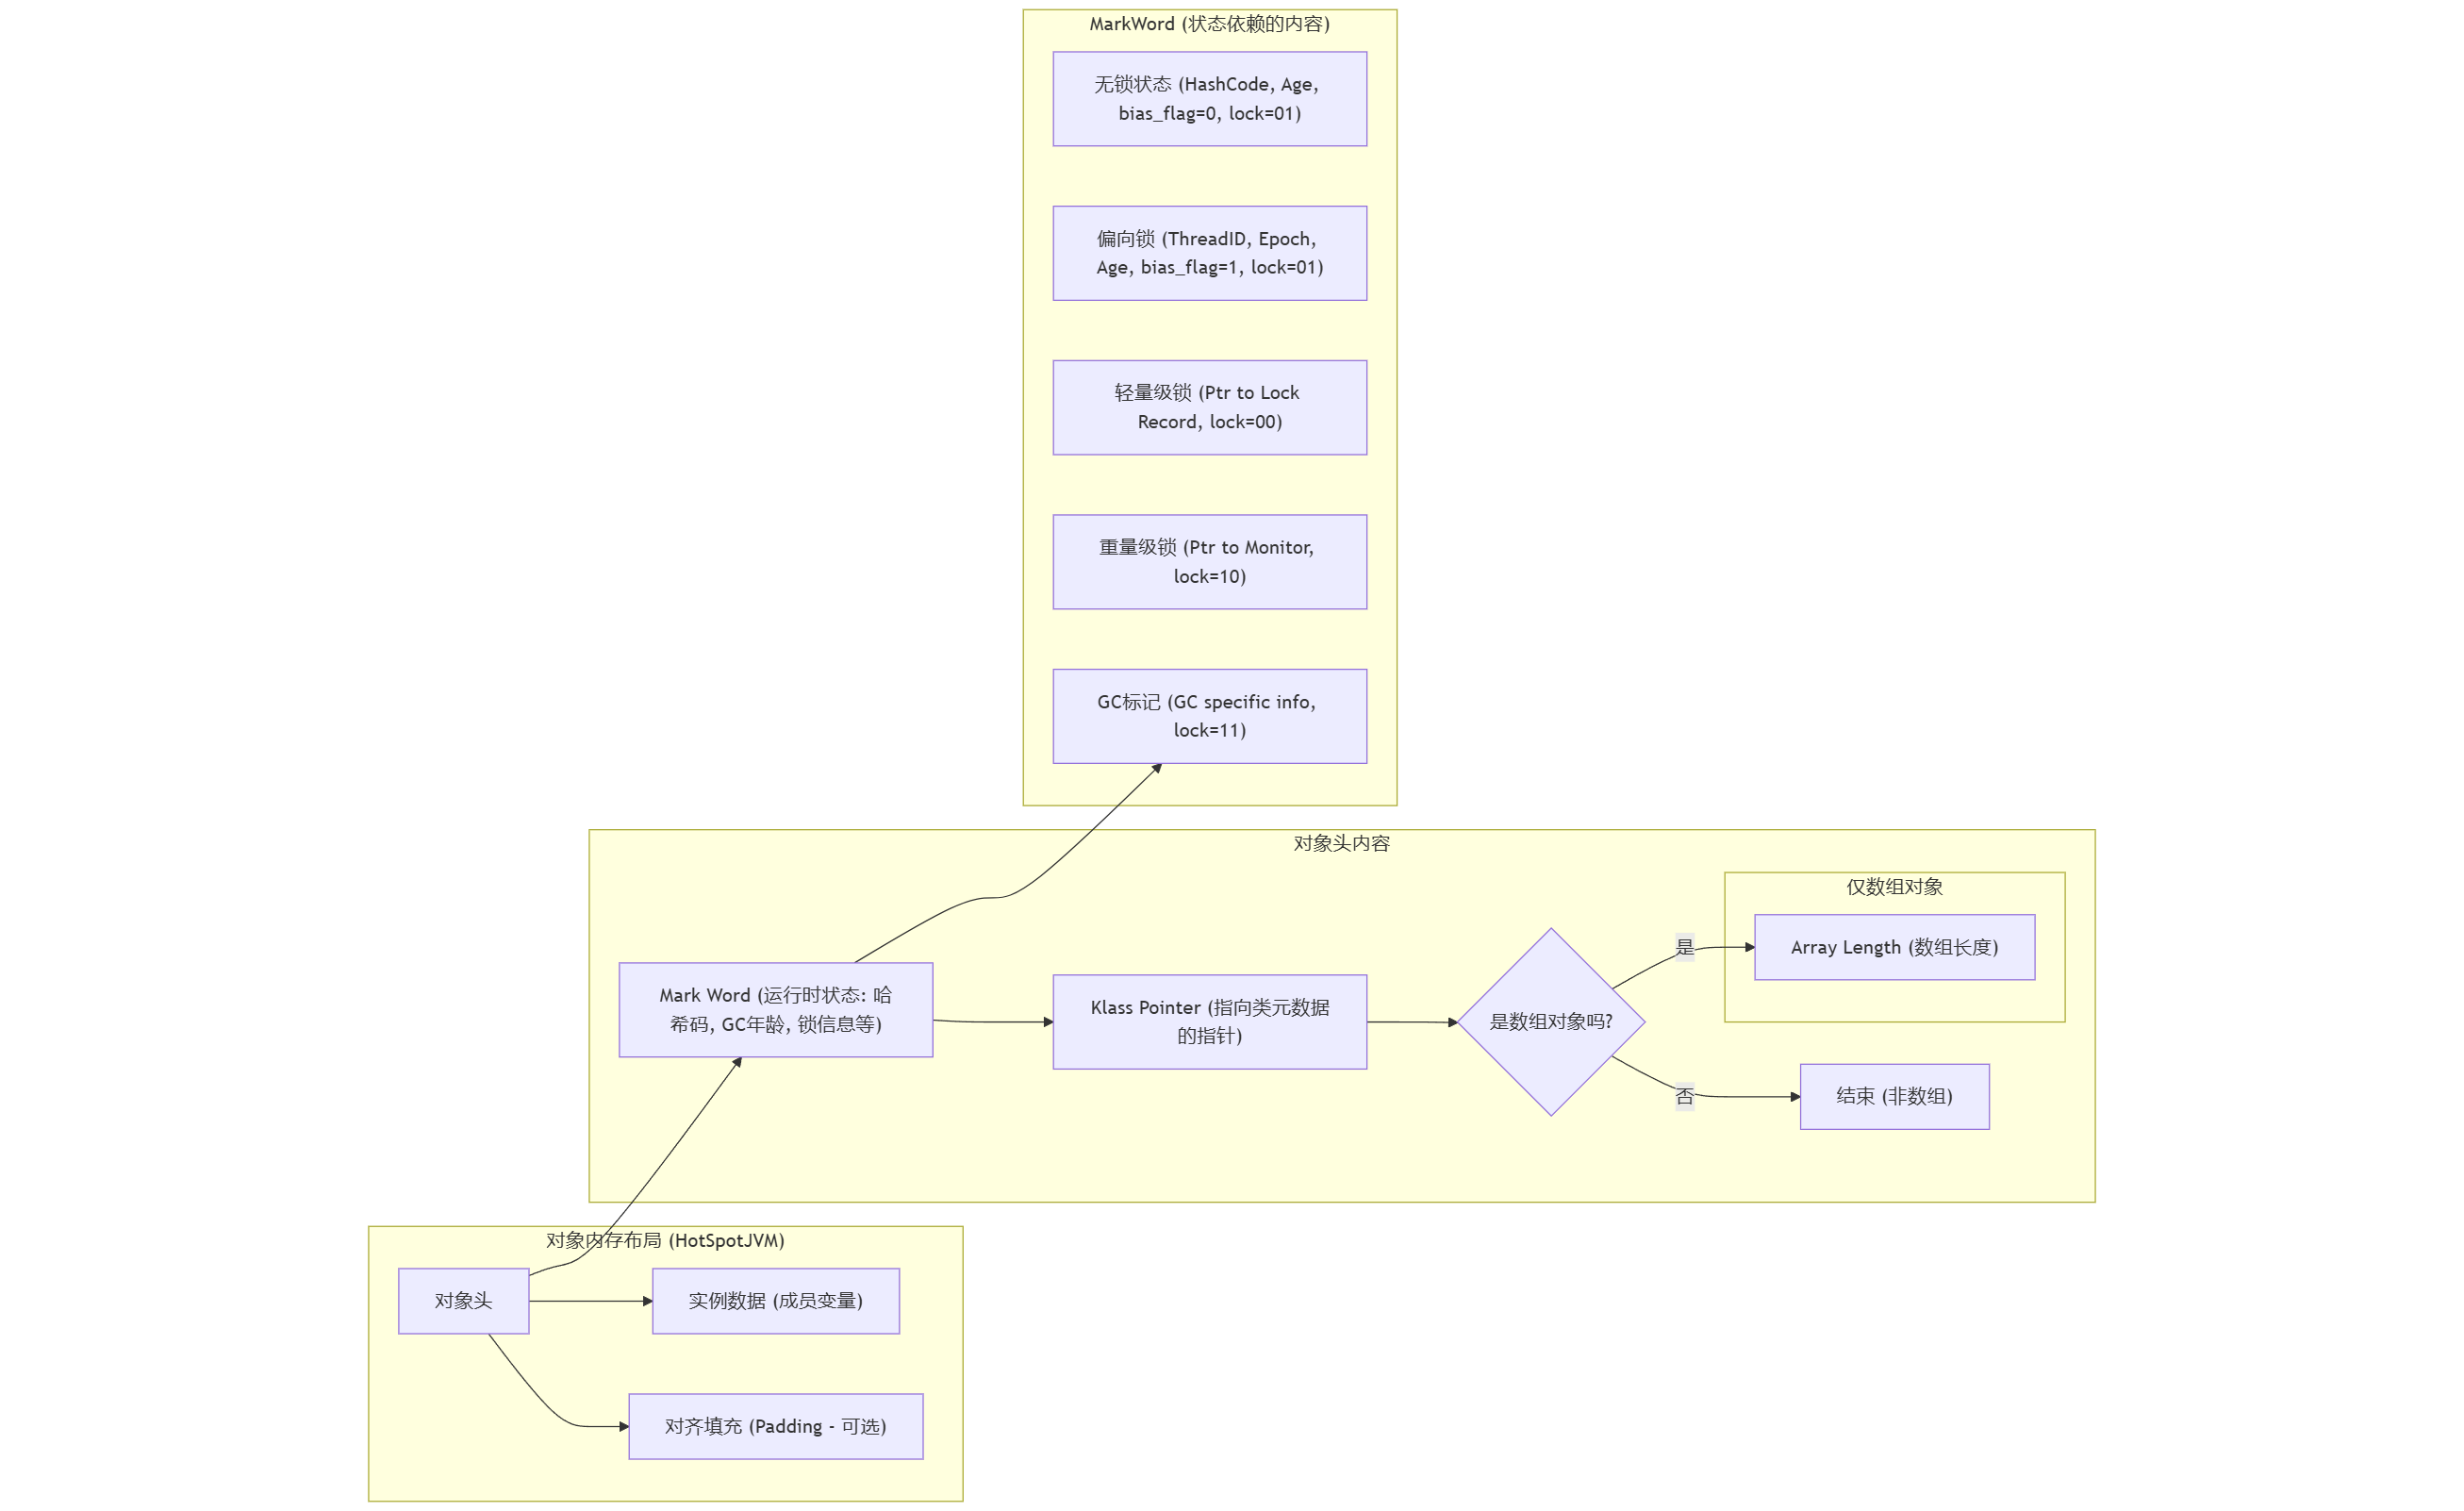 MarkWord (状态依赖的内容)
无锁状态 (HashCode, Age,
bias_flag=0, lock=01)
偏向锁 (ThreadID, Epoch,
Age, bias_flag=1, lock=01)
轻量级锁 (Ptr to Lock
Record, lock=00)
重量级锁 (Ptr to Monitor,
lock=10)
GC标记 (GC specific info,
lock=11)
对象头内容
仅数组对象
Array Length (数组长度)
是
Mark Word (运行时状态: 哈
希码, GC年龄, 锁信息等)
Klass Pointer (指向类元数据
的指针)
是数组对象吗?
否
结束 (非数组)
对象内存布局 (HotSpotJVM)
对象头
实例数据 (成员变量)
对齐填充 (Padding - 可选)